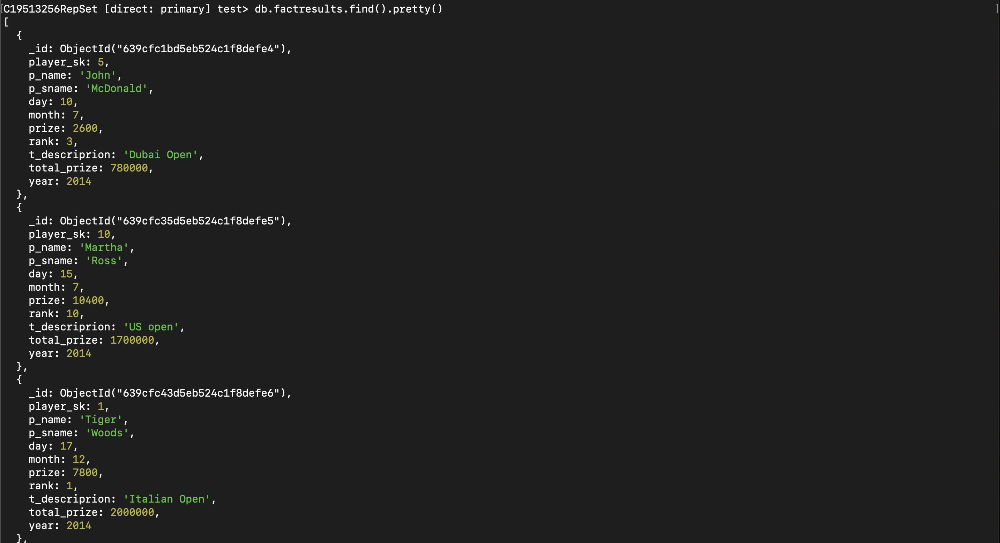 [C19513256RepSet [direct: primary] test> db.factresults.find().pretty() ]
[
  {
    _id: ObjectId("639cfc1bd5eb524c1f8defe4"),
    player_sk: 5,
    p_name: 'John',
    p_sname: 'McDonald',
    day: 10,
    month: 7,
    prize: 2600,
    rank: 3,
    t_descriprion: 'Dubai Open',
    total_prize: 780000,
    year: 2014
  },
  {
    _id: ObjectId("639cfc35d5eb524c1f8defe5"),
    player_sk: 10,
    p_name: 'Martha',
    p_sname: 'Ross',
    day: 15,
    month: 7,
    prize: 10400,
    rank: 10,
    t_descriprion: 'US open',
    total_prize: 1700000,
    year: 2014
  },
  {
    _id: ObjectId("639cfc43d5eb524c1f8defe6"),
    player_sk: 1,
    p_name: 'Tiger',
    p_sname: 'Woods',
    day: 17,
    month: 12,
    prize: 7800,
    rank: 1,
    t_descriprion: 'Italian Open',
    total_prize: 2000000,
    year: 2014
  },